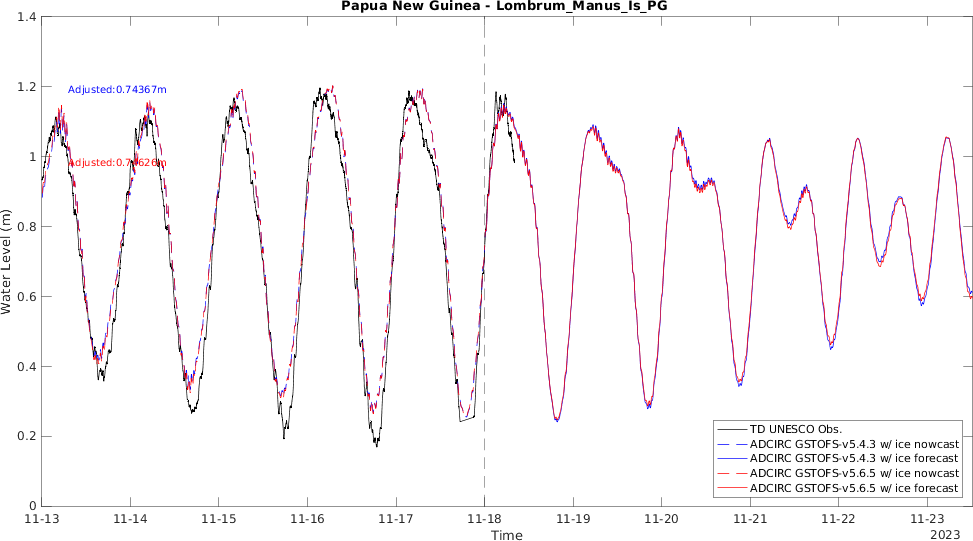 Papua New Guinea - Lombrum_Manus_Is_PG
1.4
1.2
1
0.8
0.6
0.4
0.2
0
Water Level (m)
Adjusted:0.74367m
TD UNESCO Obs.
ADCIRC GSTOFS-v5.4.3 w/ ice nowcast
ADCIRC GSTOFS-v5.4.3 w/ ice forecast
ADCIRC GSTOFS-v5.6.5 w/ ice nowcast
ADCIRC GSTOFS-v5.6.5 w/ ice forecast
11-13
11-14
11-15
11-16
11-17
11-18
11-19
11-20
11-21
11-22
11-23
Time
2023